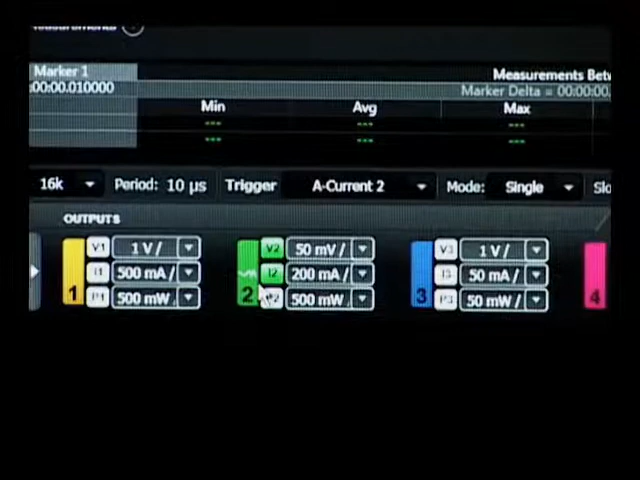 Measurements
Marker 1
:00:00.010000
Measurements Betw
Marker Delta = 00:00:00.
Min Avg Max
--- --- ---
--- --- ---
16k Period: 10 µs Trigger A-Current 2 Mode: Single Slo
OUTPUTS
1 V1 1 V/
I1 500 mA/
P1 500 mW
2 V2 50 mV/
I2 200 mA/
500 mW
3 V3 1 V/
I3 50 mA/
P3 50 mW/
4